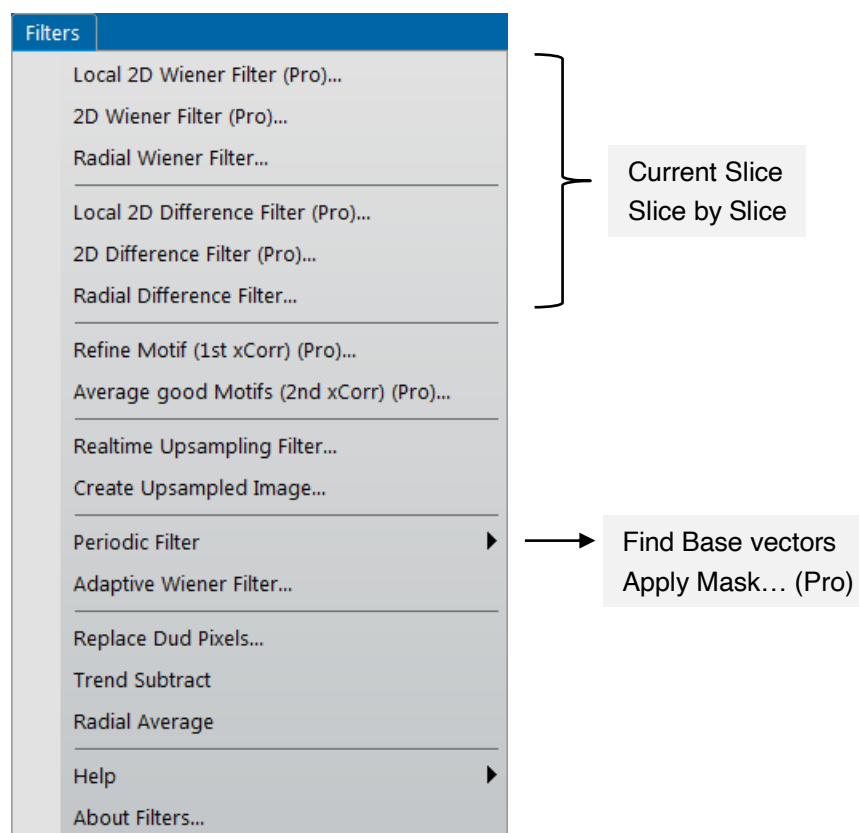 Filters
Local 2D Wiener Filter (Pro)...
2D Wiener Filter (Pro)...
Radial Wiener Filter...
Local 2D Difference Filter (Pro)...
2D Difference Filter (Pro)...
Radial Difference Filter...
Current Slice
Slice by Slice
Refine Motif (1st xCorr) (Pro)...
Average good Motifs (2nd xCorr) (Pro)...
Realtime Upsampling Filter...
Create Upsampled Image...
Periodic Filter
Adaptive Wiener Filter...
Find Base vectors
Apply Mask… (Pro)
Replace Dud Pixels...
Trend Subtract
Radial Average
Help
About Filters...